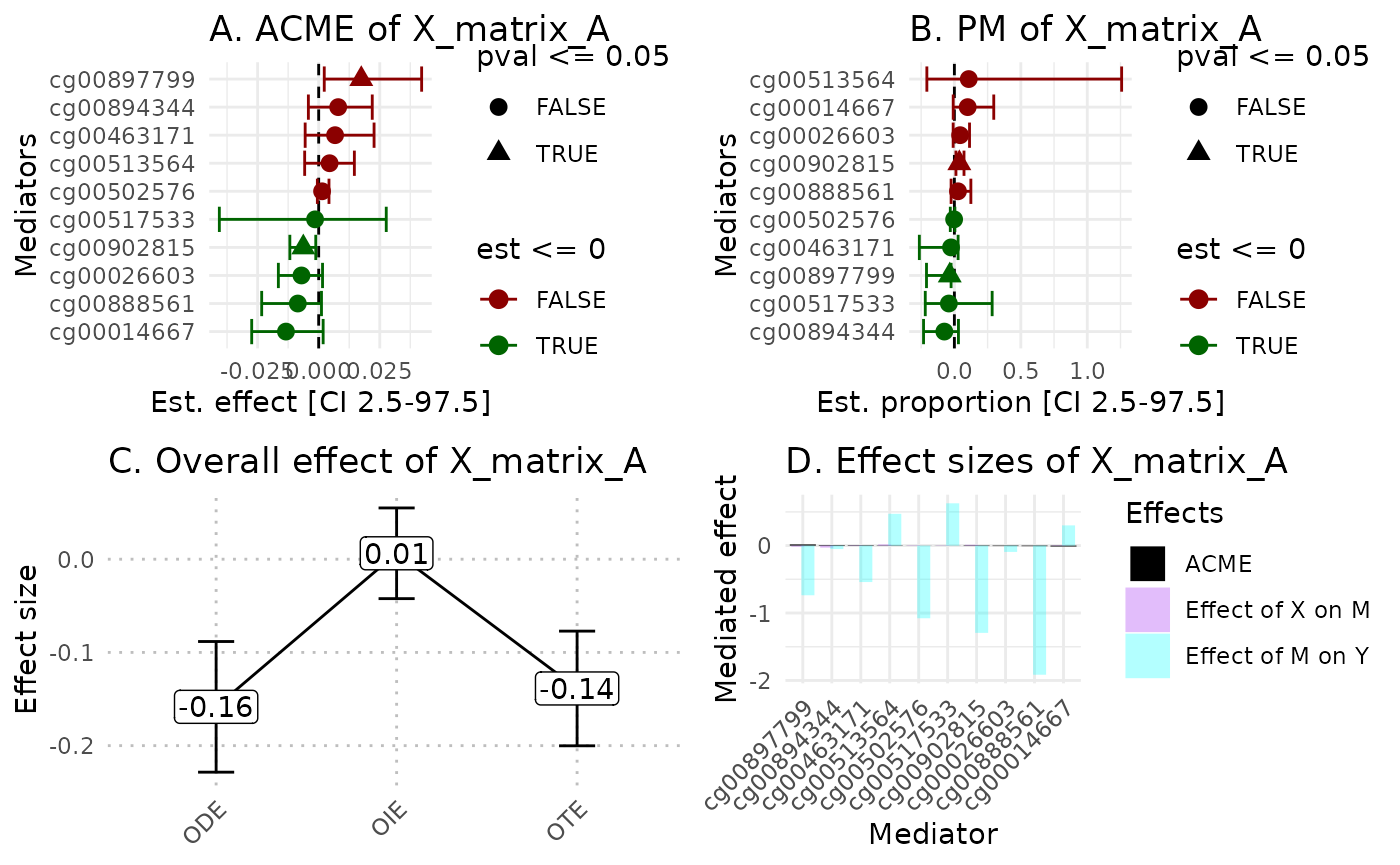 A. ACME of X_matrix_A
pval <= 0.05
FALSE
TRUE
est <= 0
FALSE
TRUE
Mediators
cg00897799
cg00894344
cg00463171
cg00513564
cg00502576
cg00517533
cg00902815
cg00026603
cg00888561
cg00014667
-0.025 0.000 0.025
Est. effect [CI 2.5-97.5]
B. PM of X_matrix_A
pval <= 0.05
FALSE
TRUE
est <= 0
FALSE
TRUE
Mediators
cg00513564
cg00014667
cg00026603
cg00902815
cg00888561
cg00502576
cg00463171
cg00897799
cg00517533
cg00894344
0.0 0.5 1.0
Est. proportion [CI 2.5-97.5]
C. Overall effect of X_matrix_A
Effect size
0.0
-0.1
-0.2
-0.16
0.01
-0.14
ODE
OIE
OTE
D. Effect sizes of X_matrix_A
Mediated effect
0
-1
-2
cg00897799
cg00894344
cg00463171
cg00513564
cg00502576
cg00517533
cg00902815
cg00026603
cg00888561
cg00014667
Mediator
Effects
ACME
Effect of X on M
Effect of M on Y